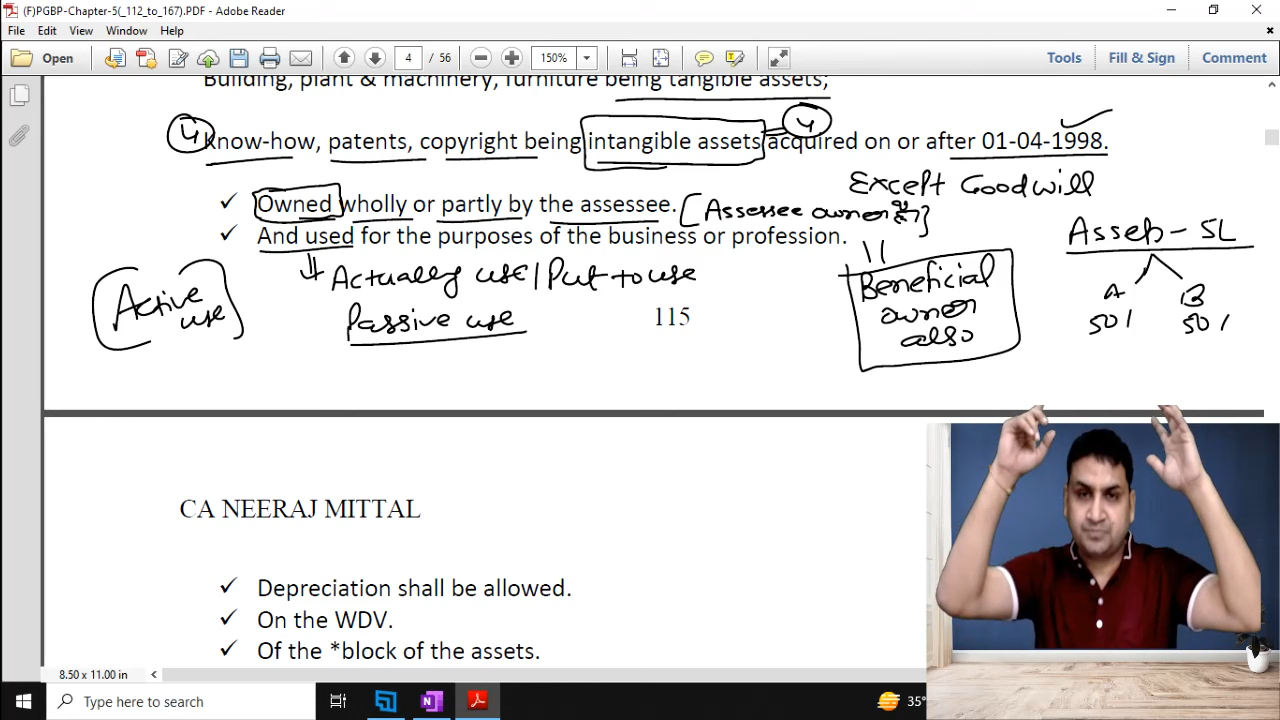 (F)PGBP-Chapter-5(_112_to_167).PDF - Adobe Reader
File Edit View Window Help
Open 4 / 56 150% Tools Fill & Sign Comment
Building, plant & machinery, furniture being tangible assets;
4 Know-how, patents, copyright being intangible assets acquired on or after 01-04-1998.
4
Except Goodwill
✓ Owned wholly or partly by the assessee. [Assessee owner]
✓ And used for the purposes of the business or profession.
Actually use/Put to use
Passive use
Active
use
Beneficial
owner
also
Assets - 5L
A B
50% 50%
115
CA NEERAJ MITTAL
✓ Depreciation shall be allowed.
✓ On the WDV.
✓ Of the *block of the assets.
8.50 x 11.00 in
Type here to search
35°